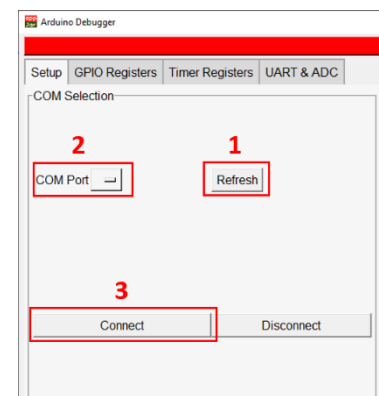 Arduino Debugger
Setup GPIO Registers Timer Registers UART & ADC
COM Selection
2 1
COM Port Refresh
3
Connect Disconnect